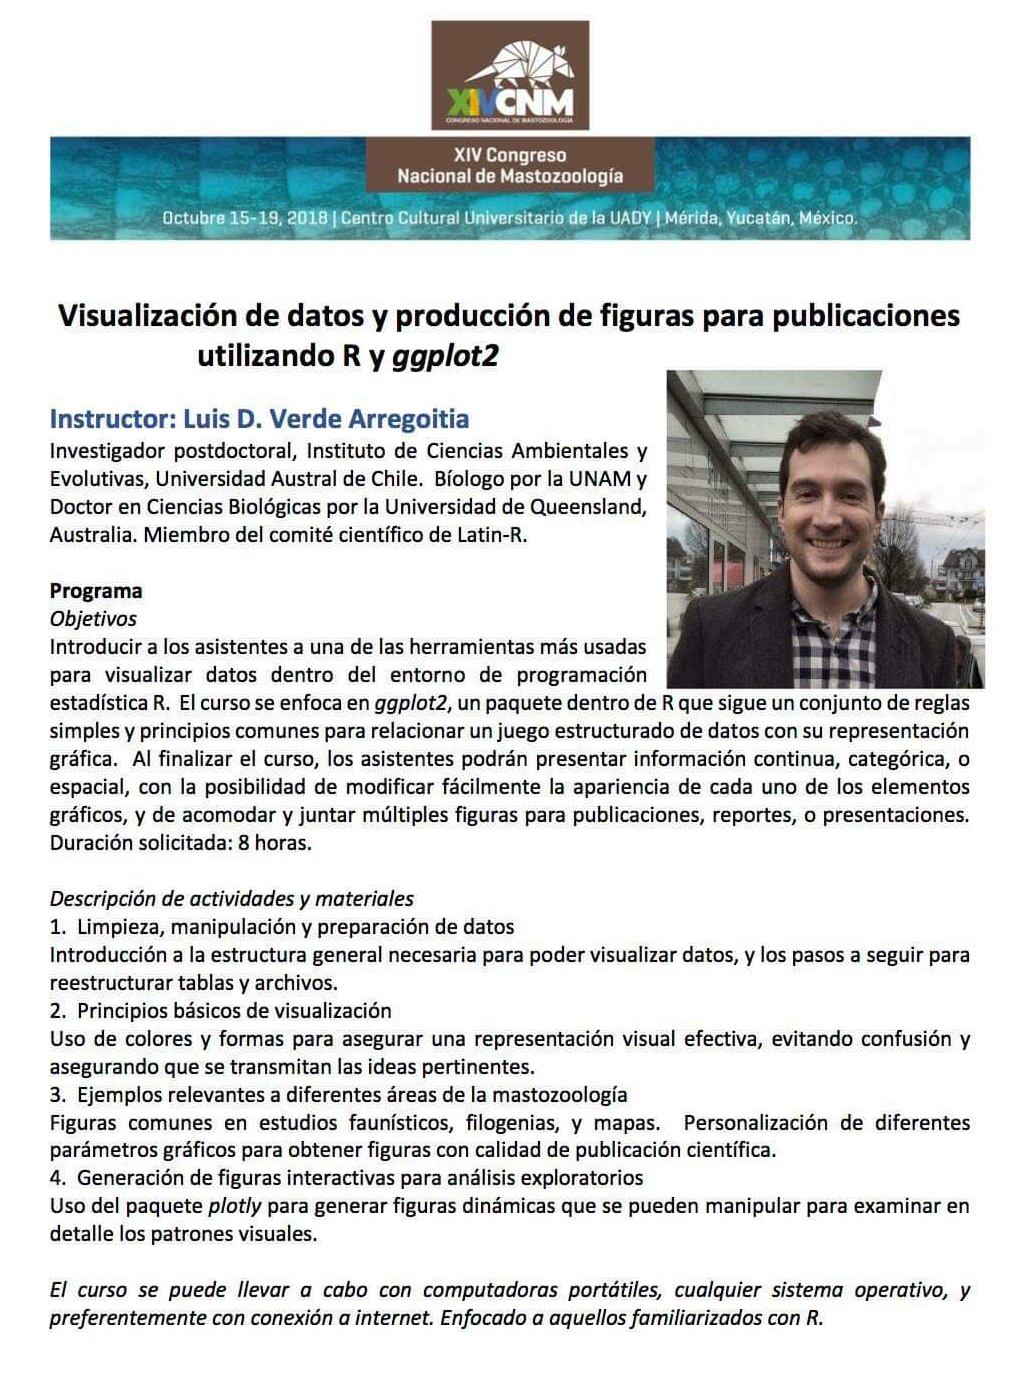 XIVCNM
CONGRESO NACIONAL DE MASTOZOOLOGIA
XIV Congreso
Nacional de Mastozoología
Octubre 15-19, 2018 | Centro Cultural Universitario de la UADY | Mérida, Yucatán, México.
Visualización de datos y producción de figuras para publicaciones
utilizando R y ggplot2
Instructor: Luis D. Verde Arregoitia
Investigador postdoctoral, Instituto de Ciencias Ambientales y
Evolutivas, Universidad Austral de Chile.  Bíologo por la UNAM y
Doctor en Ciencias Biológicas por la Universidad de Queensland,
Australia. Miembro del comité científico de Latin-R.
Programa
Objetivos
Introducir a los asistentes a una de las herramientas más usadas
para visualizar datos dentro del entorno de programación
estadística R.  El curso se enfoca en ggplot2, un paquete dentro de R que sigue un conjunto de reglas
simples y principios comunes para relacionar un juego estructurado de datos con su representación
gráfica.  Al finalizar el curso, los asistentes podrán presentar información continua, categórica, o
espacial, con la posibilidad de modificar fácilmente la apariencia de cada uno de los elementos
gráficos, y de acomodar y juntar múltiples figuras para publicaciones, reportes, o presentaciones.
Duración solicitada: 8 horas.
Descripción de actividades y materiales
1.  Limpieza, manipulación y preparación de datos
Introducción a la estructura general necesaria para poder visualizar datos, y los pasos a seguir para
reestructurar tablas y archivos.
2.  Principios básicos de visualización
Uso de colores y formas para asegurar una representación visual efectiva, evitando confusión y
asegurando que se transmitan las ideas pertinentes.
3.  Ejemplos relevantes a diferentes áreas de la mastozoología
Figuras comunes en estudios faunísticos, filogenias, y mapas.  Personalización de diferentes
parámetros gráficos para obtener figuras con calidad de publicación científica.
4.  Generación de figuras interactivas para análisis exploratorios
Uso del paquete plotly para generar figuras dinámicas que se pueden manipular para examinar en
detalle los patrones visuales.
El curso se puede llevar a cabo con computadoras portátiles, cualquier sistema operativo, y
preferentemente con conexión a internet. Enfocado a aquellos familiarizados con R.